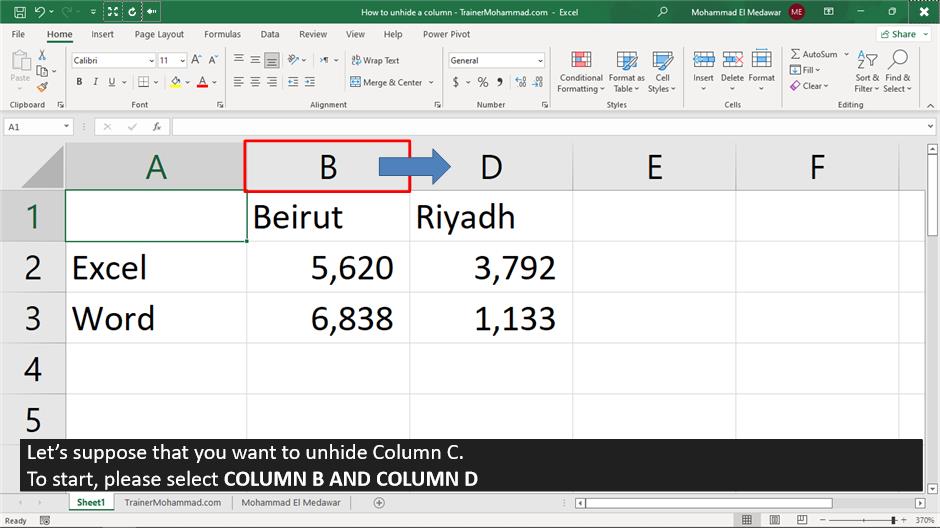 How to unhide a column - TrainerMohammad.com - Excel
Mohammad El Medawar
ME
File Home Insert Page Layout Formulas Data Review View Help Power Pivot
Share
Paste
Calibri 11
A A
B I U
A
Wrap Text
Merge & Center
General
$ % ,
Conditional Formatting
Format as Table
Cell Styles
Insert
Delete
Format
AutoSum
Fill
Clear
Sort & Filter
Find & Select
Clipboard Font Alignment Number Styles Cells Editing
A1
fx
A B D E F
1 Beirut Riyadh
2 Excel 5,620 3,792
3 Word 6,838 1,133
4
5
Let's suppose that you want to unhide Column C.
To start, please select COLUMN B AND COLUMN D
Sheet1 TrainerMohammad.com Mohammad El Medawar
Ready
370%